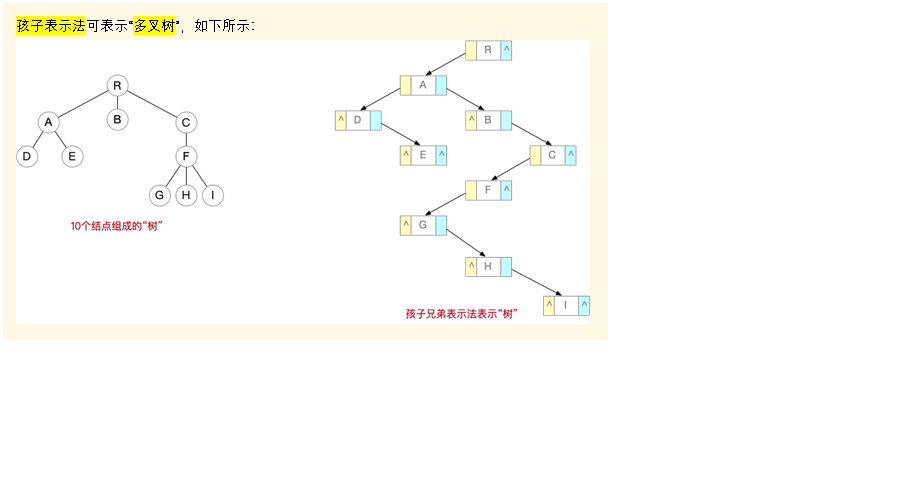 孩子表示法可表示“多叉树”，如下所示：
R
A B C
D E F
G H I
10个结点组成的“树”
R ^
A
^ D ^ B
^ E ^ C ^
F ^
^ G
^ H
^ I ^
孩子兄弟表示法表示“树”